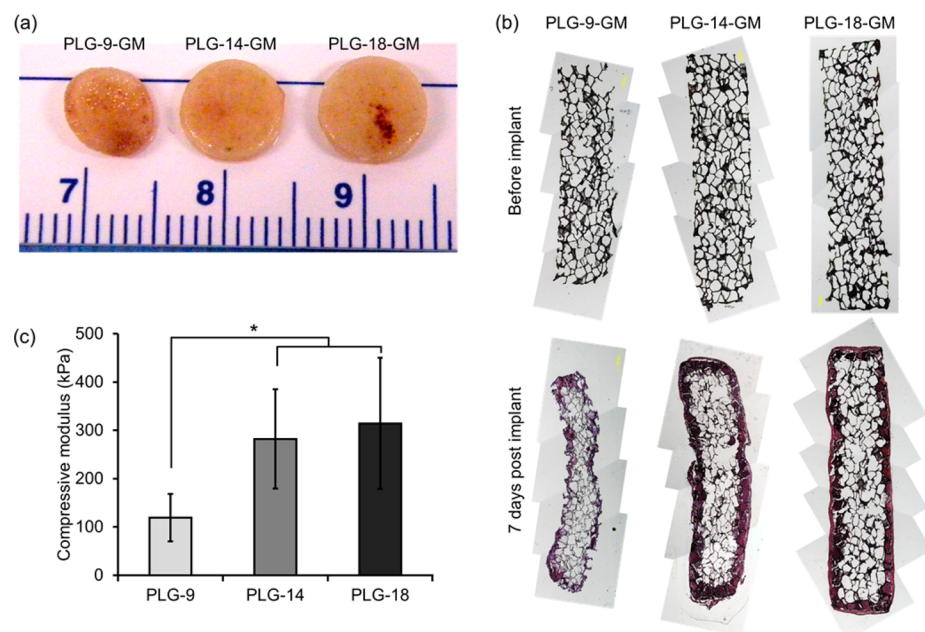 (a)
PLG-9-GM PLG-14-GM PLG-18-GM
7 8 9
(b)
PLG-9-GM PLG-14-GM PLG-18-GM
Before implant
7 days post implant
(c)
Compressive modulus (kPa)
500
400
300
200
100
0
*
PLG-9 PLG-14 PLG-18